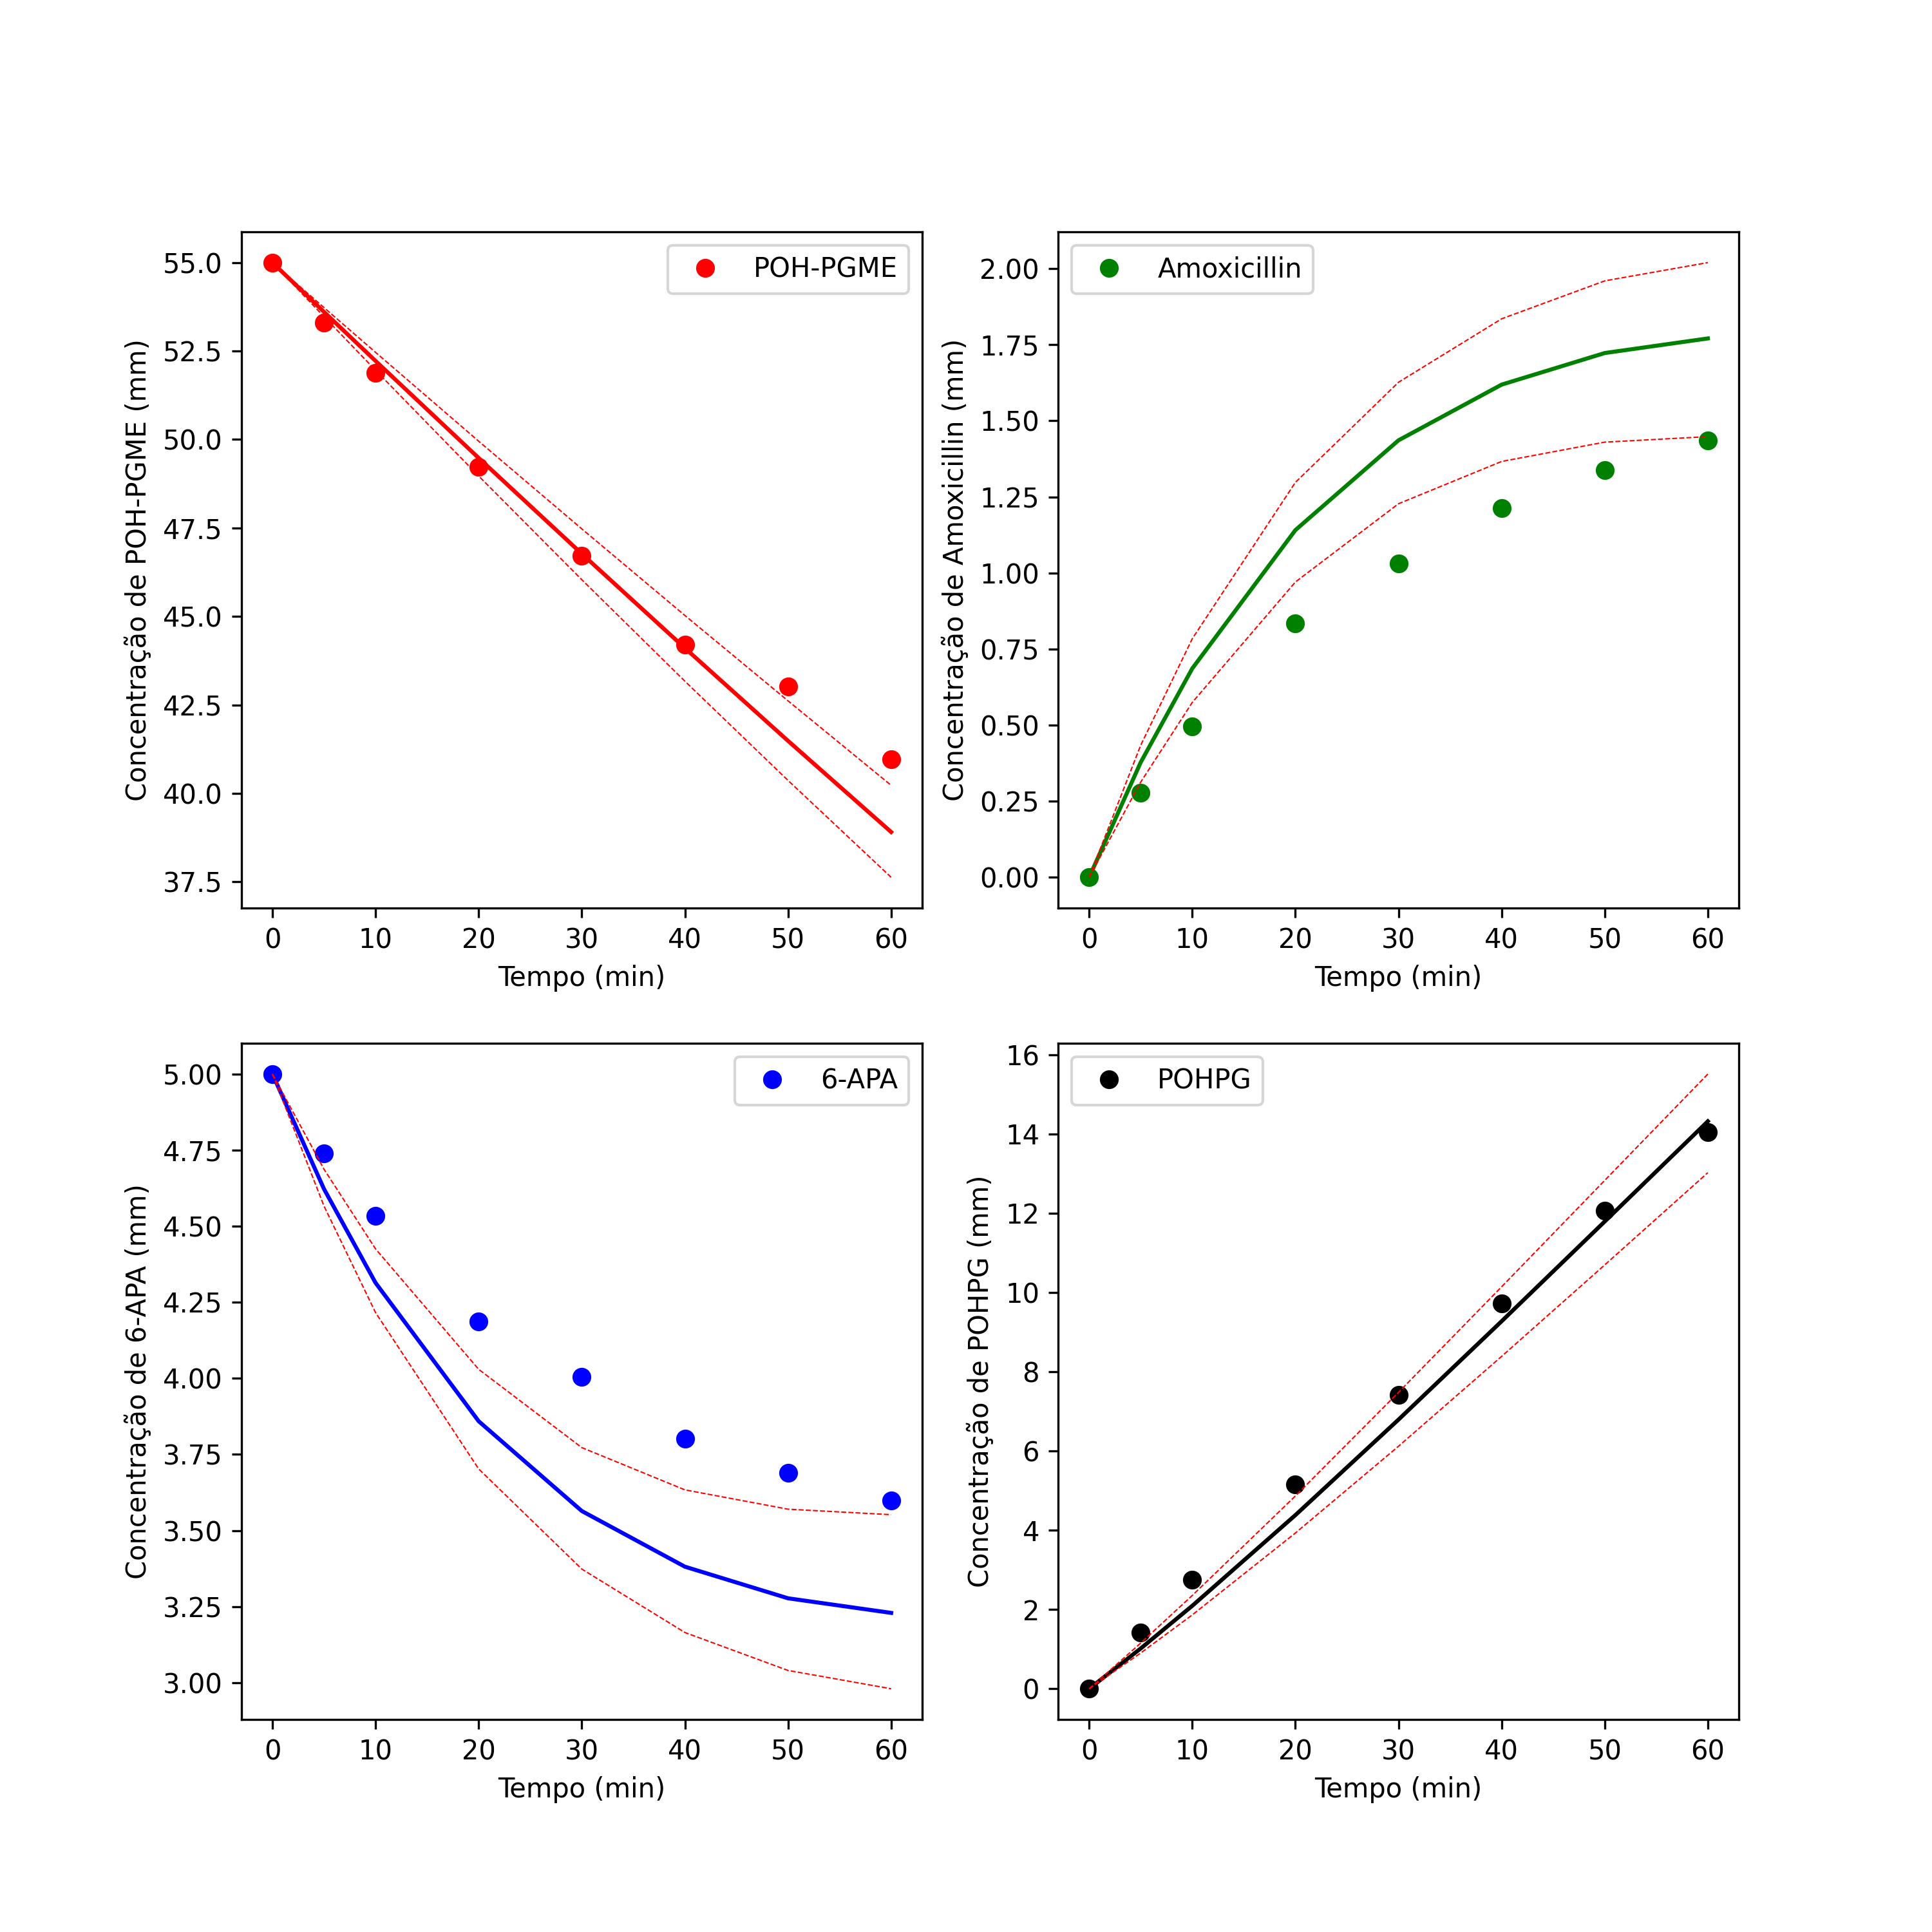 POH-PGME
Concentração de POH-PGME (mm)
55.0
52.5
50.0
47.5
45.0
42.5
40.0
37.5
0 10 20 30 40 50 60
Tempo (min)
Amoxicillin
Concentração de Amoxicillin (mm)
2.00
1.75
1.50
1.25
1.00
0.75
0.50
0.25
0.00
0 10 20 30 40 50 60
Tempo (min)
6-APA
Concentração de 6-APA (mm)
5.00
4.75
4.50
4.25
4.00
3.75
3.50
3.25
3.00
0 10 20 30 40 50 60
Tempo (min)
POHPG
Concentração de POHPG (mm)
16
14
12
10
8
6
4
2
0
0 10 20 30 40 50 60
Tempo (min)